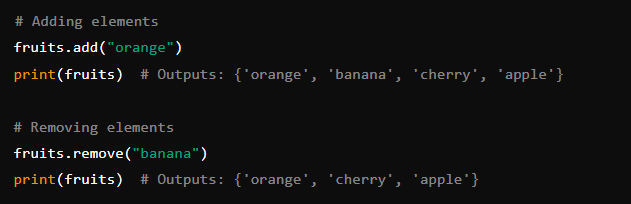 # Adding elements
fruits.add("orange")
print(fruits)  # Outputs: {'orange', 'banana', 'cherry', 'apple'}
# Removing elements
fruits.remove("banana")
print(fruits)  # Outputs: {'orange', 'cherry', 'apple'}